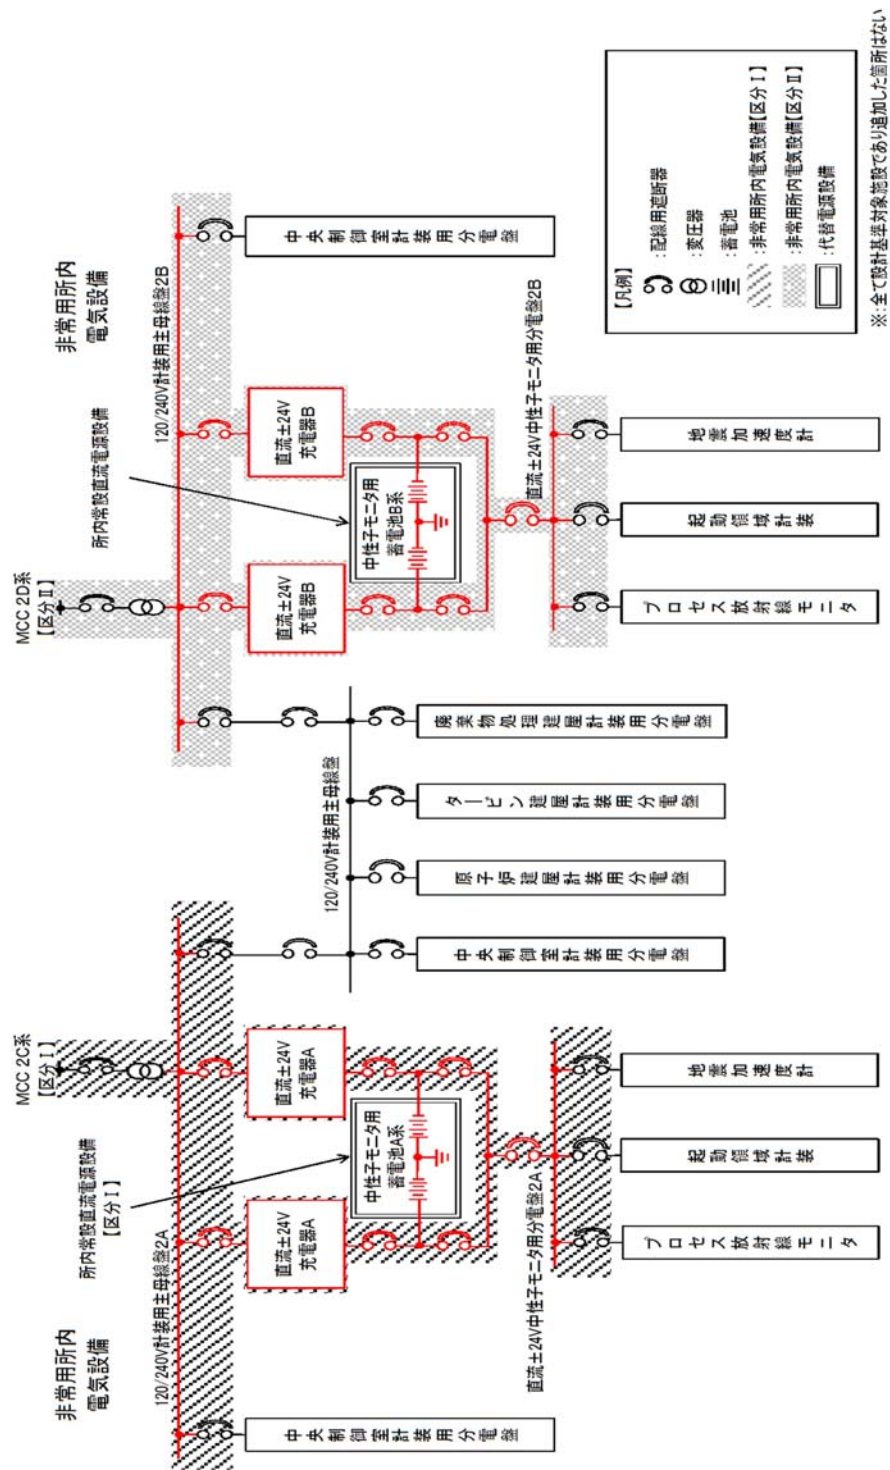 非常用所内
電気設備
所内常設直流電源設備
【区分Ⅰ】
MCC 2C系
【区分Ⅰ】
120/240V計装用主母線盤2A
中央制御室計装用分電盤
直流±24V
充電器A
直流±24V
充電器A
中性子モニタ用
蓄電池A系
直流±24V中性子モニタ用分電盤2A
プロセス放射線モニタ
起動領域計装
地震加速度計
120/240V計装用主母線盤
中央制御室計装用分電盤
原子炉建屋計装用分電盤
タービン建屋計装用分電盤
廃棄物処理建屋計装用分電盤
MCC 2D系
【区分Ⅱ】
所内常設直流電源設備
非常用所内
電気設備
120/240V計装用主母線盤2B
直流±24V
充電器B
直流±24V
充電器B
中央制御室計装用分電盤
中性子モニタ用
蓄電池B系
直流±24V中性子モニタ用分電盤2B
プロセス放射線モニタ
起動領域計装
地震加速度計
【凡例】
:配線用遮断器
:変圧器
:蓄電池
:非常用所内電気設備【区分Ⅰ】
:非常用所内電気設備【区分Ⅱ】
:代替電源設備
※:全て設計基準対象施設であり追加した箇所はない